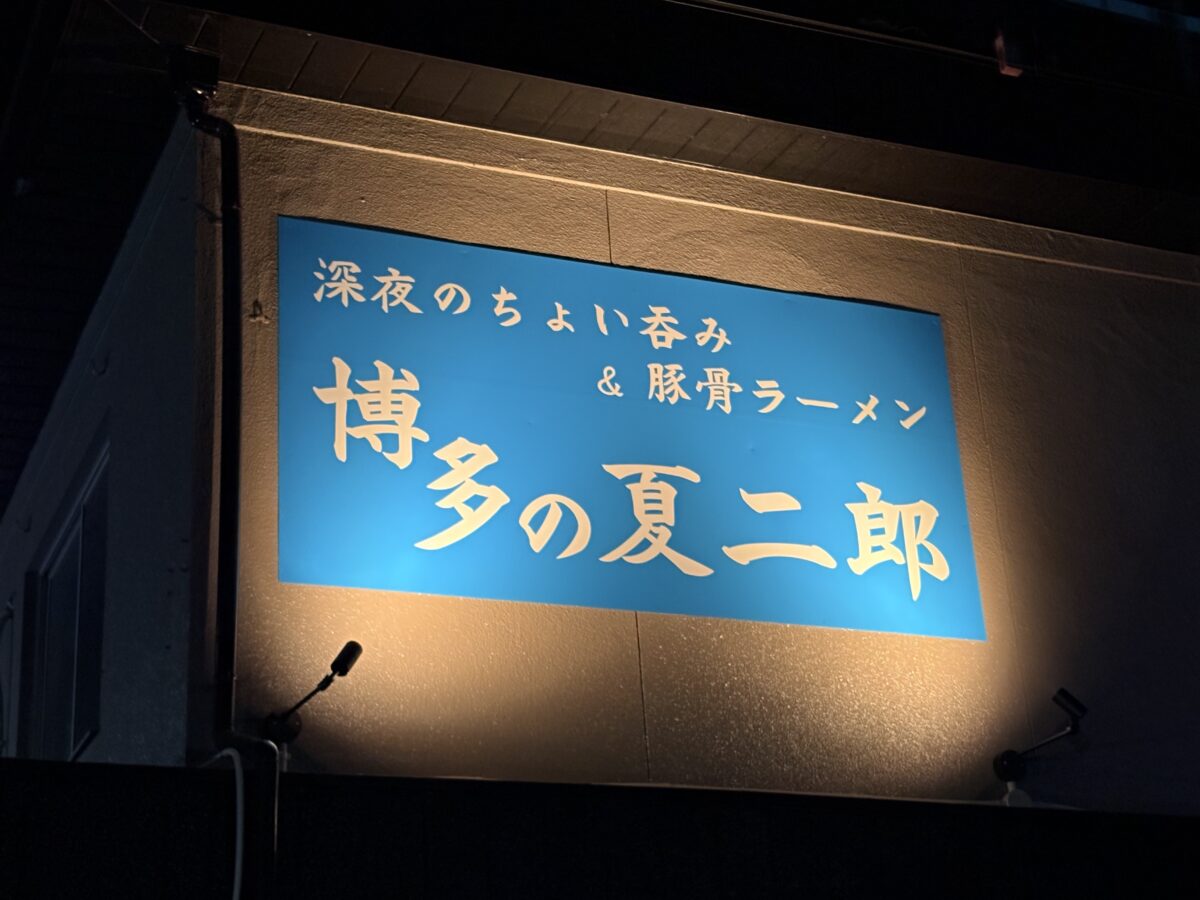 深夜のちょい呑み
& 豚骨ラーメン
博多の夏二郎